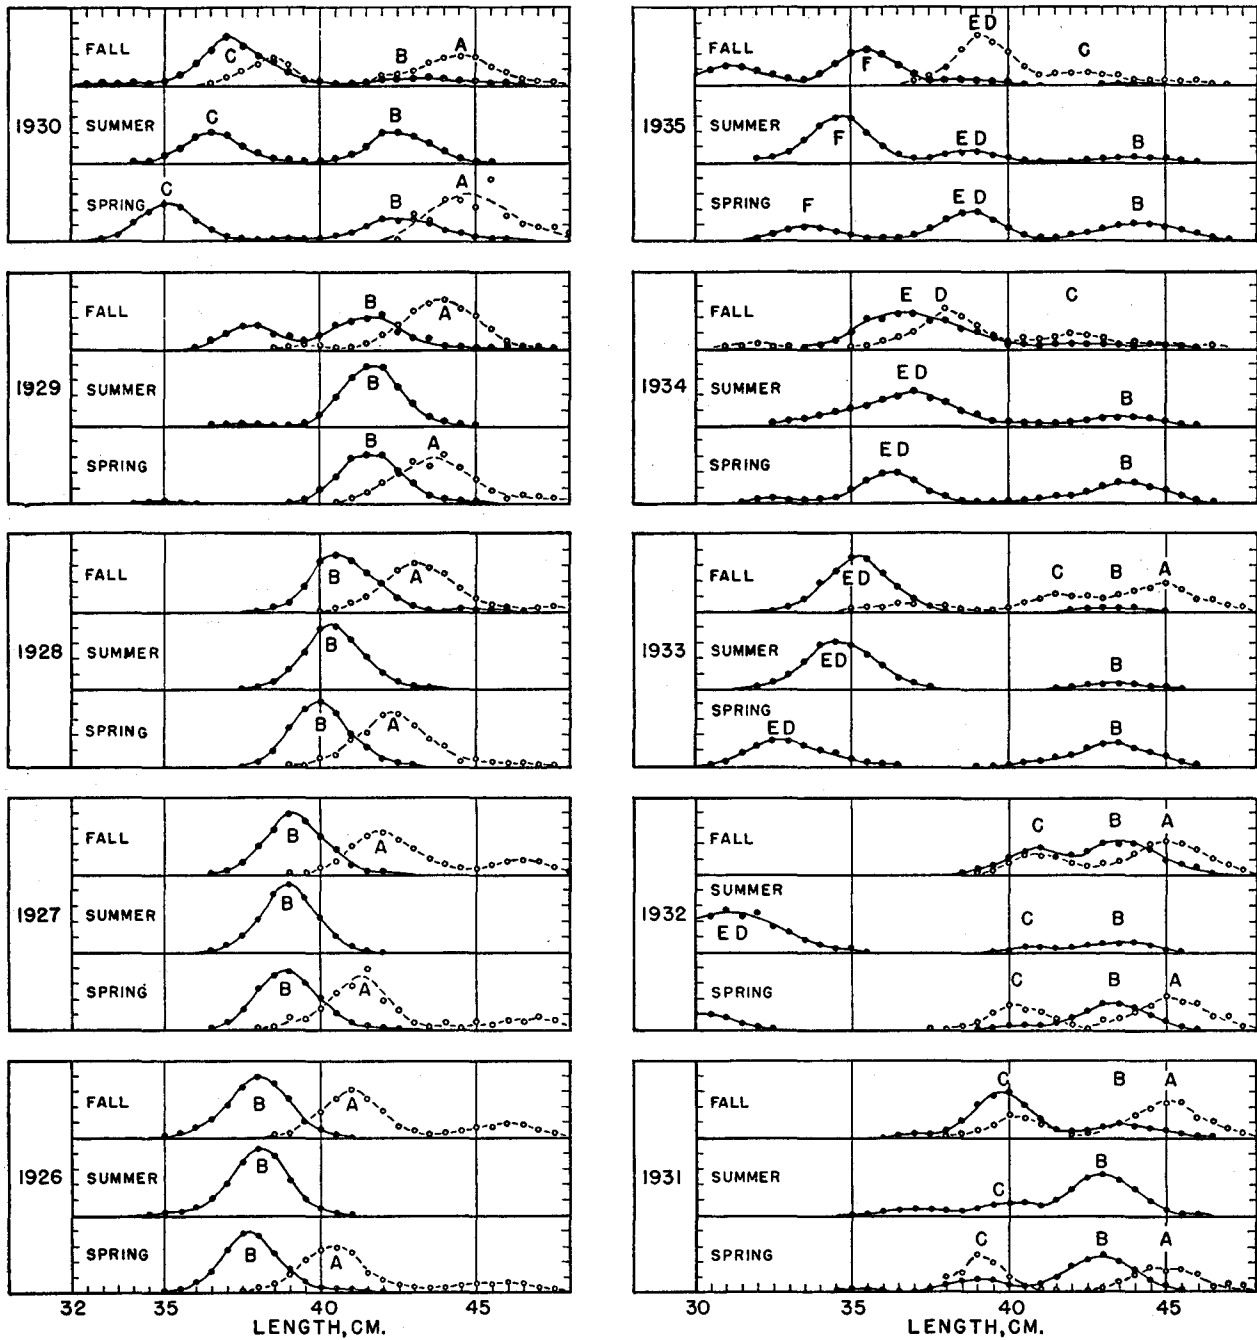 FALL C B A
1930 SUMMER C B
SPRING C B A
FALL B A
1929 SUMMER B
SPRING B A
FALL B A
1928 SUMMER B
SPRING B A
FALL B A
1927 SUMMER B
SPRING B A
FALL B A
1926 SUMMER B
SPRING B A
32 35 40 45
LENGTH, CM.
FALL F ED C
1935 SUMMER F ED B
SPRING F ED B
FALL E D C
1934 SUMMER ED B
SPRING ED B
FALL ED C B A
1933 SUMMER ED B
SPRING ED B
FALL C B A
1932 SUMMER ED C B
SPRING C B A
FALL C B A
1931 SUMMER C B
SPRING C B A
30 35 40 45
LENGTH, CM.